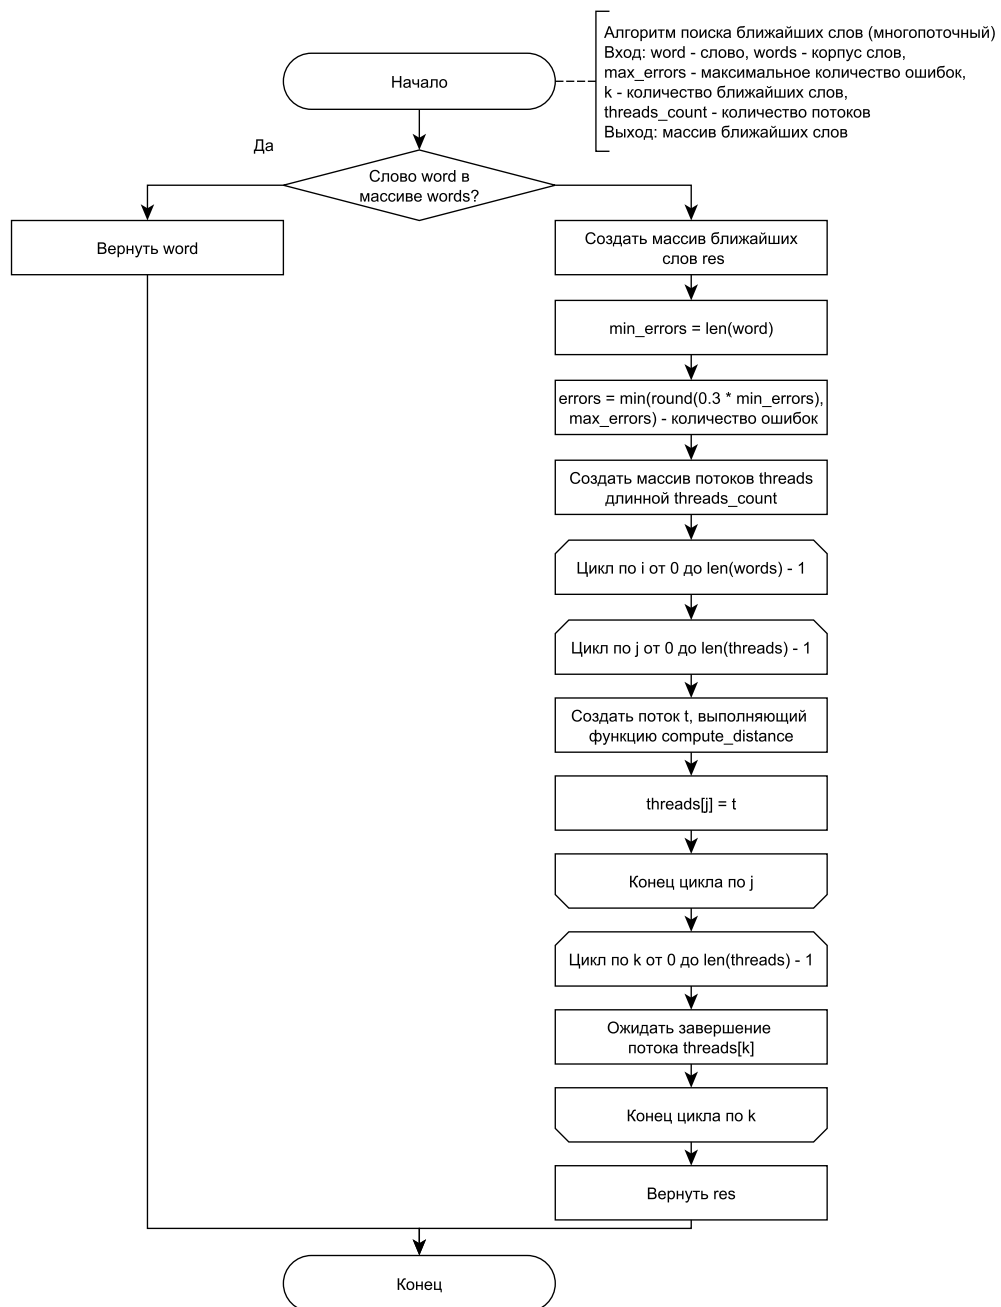 Алгоритм поиска ближайших слов (многопоточный)
Вход: word - слово, words - корпус слов,
max_errors - максимальное количество ошибок,
k - количество ближайших слов,
threads_count - количество потоков
Выход: массив ближайших слов
Начало
Да
Слово word в
массиве words?
Вернуть word
Создать массив ближайших
слов res
min_errors = len(word)
errors = min(round(0.3 * min_errors),
max_errors) - количество ошибок
Создать массив потоков threads
длинной threads_count
Цикл по i от 0 до len(words) - 1
Цикл по j от 0 до len(threads) - 1
Создать поток t, выполняющий
функцию compute_distance
threads[j] = t
Конец цикла по j
Цикл по k от 0 до len(threads) - 1
Ожидать завершение
потока threads[k]
Конец цикла по k
Вернуть res
Конец